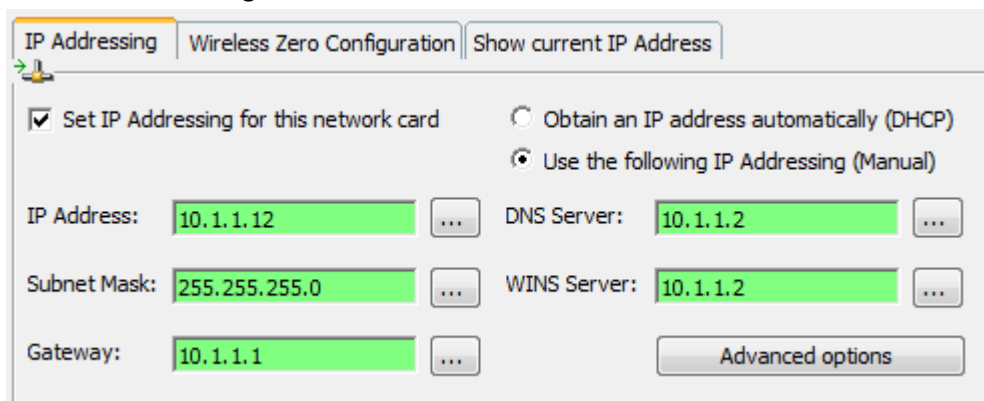 IP Addressing Wireless Zero Configuration Show current IP Address
Set IP Addressing for this network card
Obtain an IP address automatically (DHCP)
Use the following IP Addressing (Manual)
IP Address: 10.1.1.12 ... DNS Server: 10.1.1.2 ...
Subnet Mask: 255.255.255.0 ... WINS Server: 10.1.1.2 ...
Gateway: 10.1.1.1 ... Advanced options